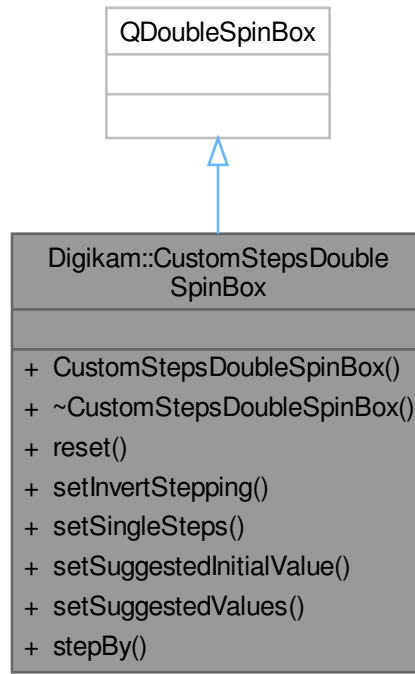 QDoubleSpinBox
Digikam::CustomStepsDouble
SpinBox
+ CustomStepsDoubleSpinBox()
+ ~CustomStepsDoubleSpinBox()
+ reset()
+ setInvertStepping()
+ setSingleSteps()
+ setSuggestedInitialValue()
+ setSuggestedValues()
+ stepBy()